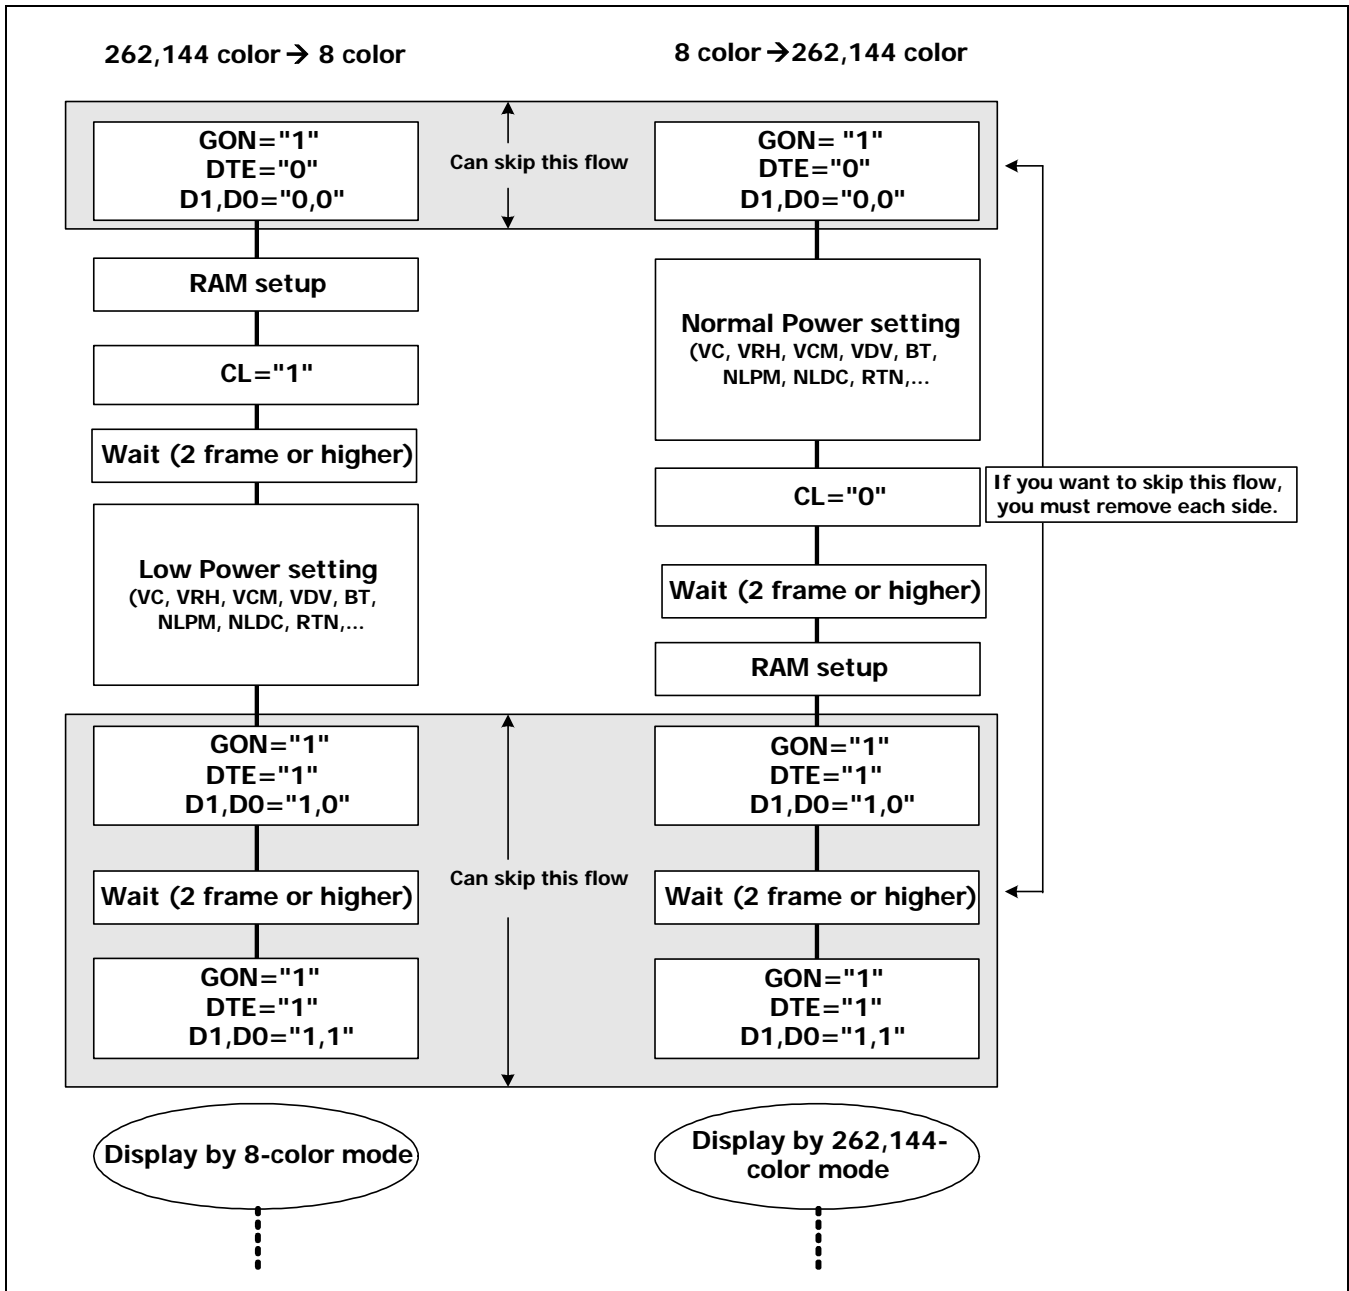 262,144 color → 8 color
GON="1"
DTE="0"
D1,D0="0,0"
RAM setup
CL="1"
Wait (2 frame or higher)
Low Power setting
(VC, VRH, VCM, VDV, BT,
NLPM, NLDC, RTN,...
GON="1"
DTE="1"
D1,D0="1,0"
Wait (2 frame or higher)
GON="1"
DTE="1"
D1,D0="1,1"
Display by 8-color mode
Can skip this flow
Can skip this flow
8 color →262,144 color
GON= "1"
DTE="0"
D1,D0="0,0"
Normal Power setting
(VC, VRH, VCM, VDV, BT,
NLPM, NLDC, RTN,...
CL="0"
Wait (2 frame or higher)
RAM setup
GON="1"
DTE="1"
D1,D0="1,0"
Wait (2 frame or higher)
GON="1"
DTE="1"
D1,D0="1,1"
Display by 262,144-
color mode
If you want to skip this flow,
you must remove each side.